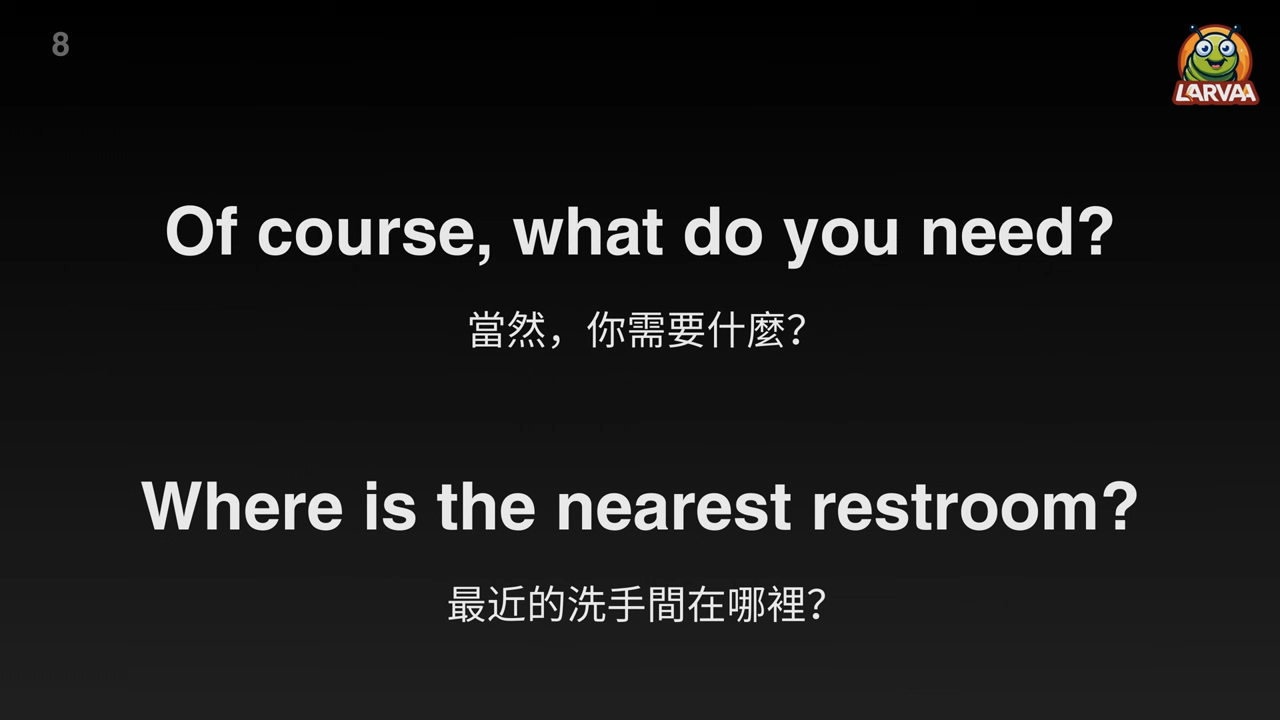 8
LARVAA
Of course, what do you need?
當然，你需要什麼？
Where is the nearest restroom?
最近的洗手間在哪裡？